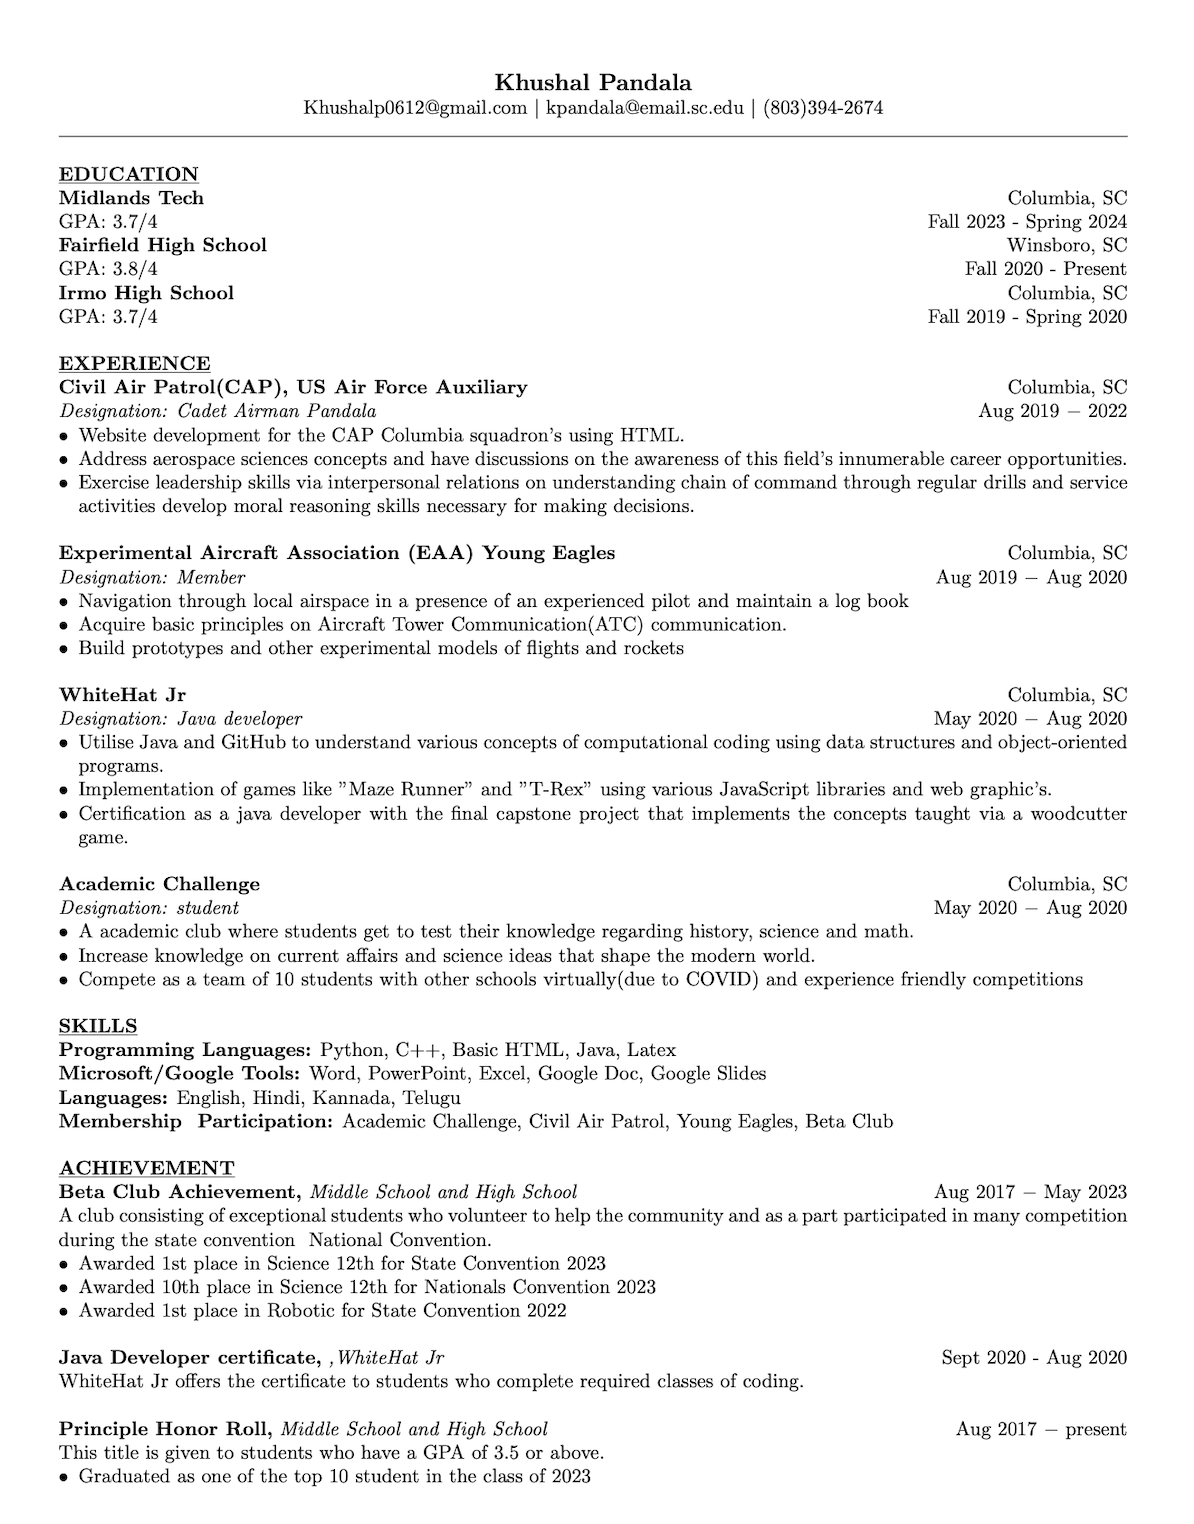 Khushal Pandala
Khushalp0612@gmail.com | kpandala@email.sc.edu | (803)394-2674
EDUCATION
Midlands Tech Columbia, SC
GPA: 3.7/4 Fall 2023 - Spring 2024
Fairfield High School Winsboro, SC
GPA: 3.8/4 Fall 2020 - Present
Irmo High School Columbia, SC
GPA: 3.7/4 Fall 2019 - Spring 2020
EXPERIENCE
Civil Air Patrol(CAP), US Air Force Auxiliary Columbia, SC
Designation: Cadet Airman Pandala Aug 2019 – 2022
• Website development for the CAP Columbia squadron's using HTML.
• Address aerospace sciences concepts and have discussions on the awareness of this field's innumerable career opportunities.
• Exercise leadership skills via interpersonal relations on understanding chain of command through regular drills and service
activities develop moral reasoning skills necessary for making decisions.
Experimental Aircraft Association (EAA) Young Eagles Columbia, SC
Designation: Member Aug 2019 – Aug 2020
• Navigation through local airspace in a presence of an experienced pilot and maintain a log book
• Acquire basic principles on Aircraft Tower Communication(ATC) communication.
• Build prototypes and other experimental models of flights and rockets
WhiteHat Jr Columbia, SC
Designation: Java developer May 2020 – Aug 2020
• Utilise Java and GitHub to understand various concepts of computational coding using data structures and object-oriented
programs.
• Implementation of games like ”Maze Runner” and ”T-Rex” using various JavaScript libraries and web graphic's.
• Certification as a java developer with the final capstone project that implements the concepts taught via a woodcutter
game.
Academic Challenge Columbia, SC
Designation: student May 2020 – Aug 2020
• A academic club where students get to test their knowledge regarding history, science and math.
• Increase knowledge on current affairs and science ideas that shape the modern world.
• Compete as a team of 10 students with other schools virtually(due to COVID) and experience friendly competitions
SKILLS
Programming Languages: Python, C++, Basic HTML, Java, Latex
Microsoft/Google Tools: Word, PowerPoint, Excel, Google Doc, Google Slides
Languages: English, Hindi, Kannada, Telugu
Membership Participation: Academic Challenge, Civil Air Patrol, Young Eagles, Beta Club
ACHIEVEMENT
Beta Club Achievement, Middle School and High School Aug 2017 – May 2023
A club consisting of exceptional students who volunteer to help the community and as a part participated in many competition
during the state convention National Convention.
• Awarded 1st place in Science 12th for State Convention 2023
• Awarded 10th place in Science 12th for Nationals Convention 2023
• Awarded 1st place in Robotic for State Convention 2022
Java Developer certificate, ,WhiteHat Jr Sept 2020 - Aug 2020
WhiteHat Jr offers the certificate to students who complete required classes of coding.
Principle Honor Roll, Middle School and High School Aug 2017 – present
This title is given to students who have a GPA of 3.5 or above.
• Graduated as one of the top 10 student in the class of 2023